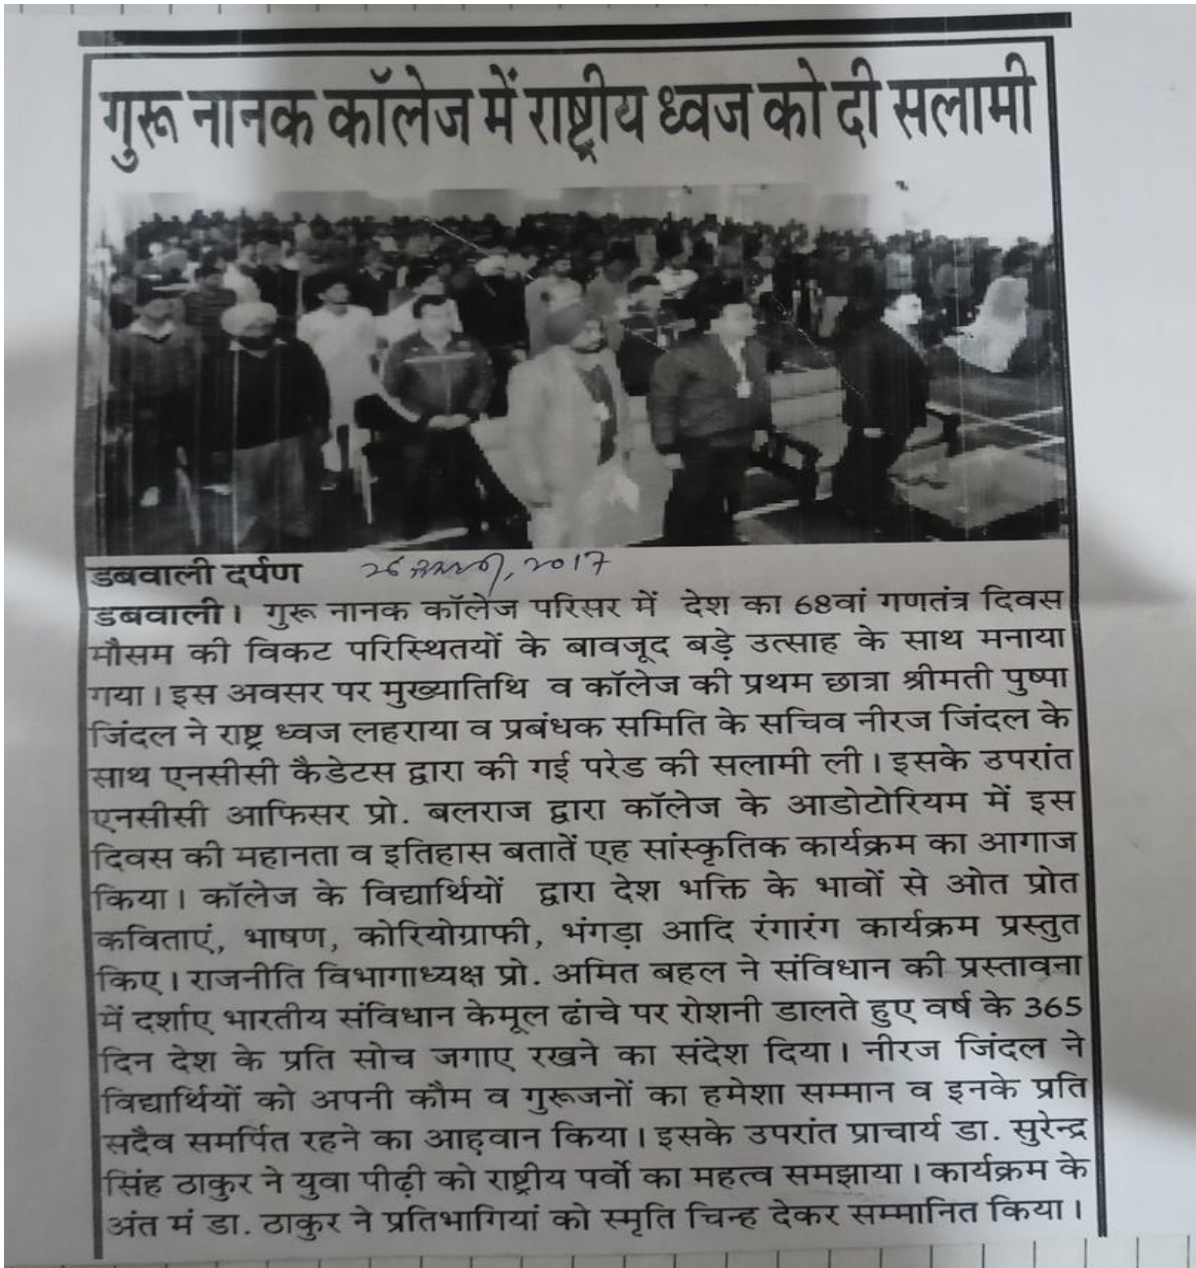 गुरू नानक कॉलेज में राष्ट्रीय ध्वज को दी सलामी
डबवाली दर्पण 26 जनवरी, 2017
डबवाली। गुरू नानक कॉलेज परिसर में देश का 68वां गणतंत्र दिवस
मौसम की विकट परिस्थितयों के बावजूद बड़े उत्साह के साथ मनाया
गया। इस अवसर पर मुख्यातिथि व कॉलेज की प्रथम छात्रा श्रीमती पुष्पा
जिंदल ने राष्ट्र ध्वज लहराया व प्रबंधक समिति के सचिव नीरज जिंदल के
साथ एनसीसी कैडेटस द्वारा की गई परेड की सलामी ली। इसके उपरांत
एनसीसी आफिसर प्रो. बलराज द्वारा कॉलेज के आडोटोरियम में इस
दिवस की महानता व इतिहास बतातें एह सांस्कृतिक कार्यक्रम का आगाज
किया। कॉलेज के विद्यार्थियों द्वारा देश भक्ति के भावों से ओत प्रोत
कविताएं, भाषण, कोरियोग्राफी, भंगड़ा आदि रंगारंग कार्यक्रम प्रस्तुत
किए। राजनीति विभागाध्यक्ष प्रो. अमित बहल ने संविधान की प्रस्तावना
में दर्शाए भारतीय संविधान केमूल ढांचे पर रोशनी डालते हुए वर्ष के 365
दिन देश के प्रति सोच जगाए रखने का संदेश दिया। नीरज जिंदल ने
विद्यार्थियों को अपनी कौम व गुरूजनों का हमेशा सम्मान व इनके प्रति
सदैव समर्पित रहने का आह्वान किया। इसके उपरांत प्राचार्य डा. सुरेन्द्र
सिंह ठाकुर ने युवा पीढ़ी को राष्ट्रीय पर्वो का महत्व समझाया। कार्यक्रम के
अंत मं डा. ठाकुर ने प्रतिभागियां को स्मृति चिन्ह देकर सम्मानित किया।